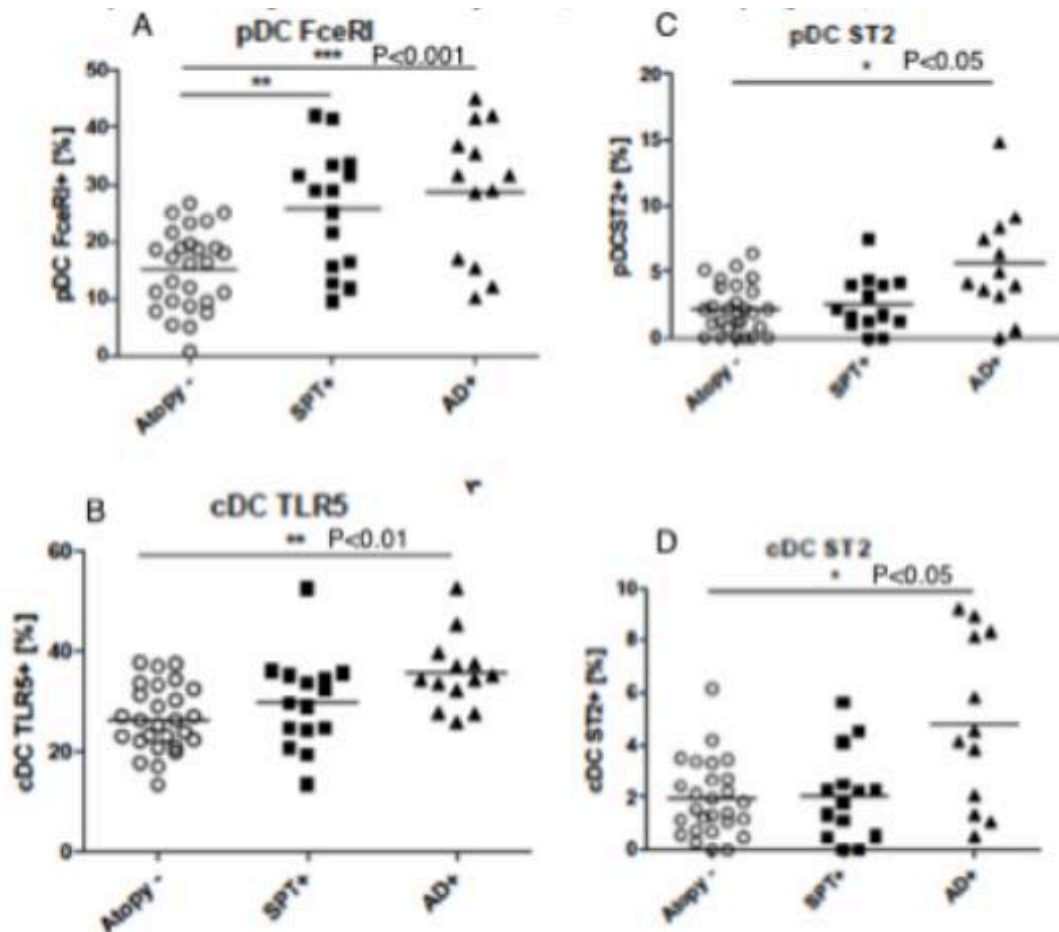 A
pDC FceRI
*** P<0.001
**
pDC FceRI+ [%]
50
40
30
20
10
0
Atopy -
SPT+
AD+
C
pDC ST2
* P<0.05
pDCST2+ [%]
20
15
10
5
0
Atopy -
SPT+
AD+
B
cDC TLR5
** P<0.01
cDC TLR5+ [%]
60
40
20
0
Atopy -
SPT+
AD+
D
cDC ST2
* P<0.05
cDC ST2+ [%]
10
8
6
4
2
0
Atopy -
SPT+
AD+